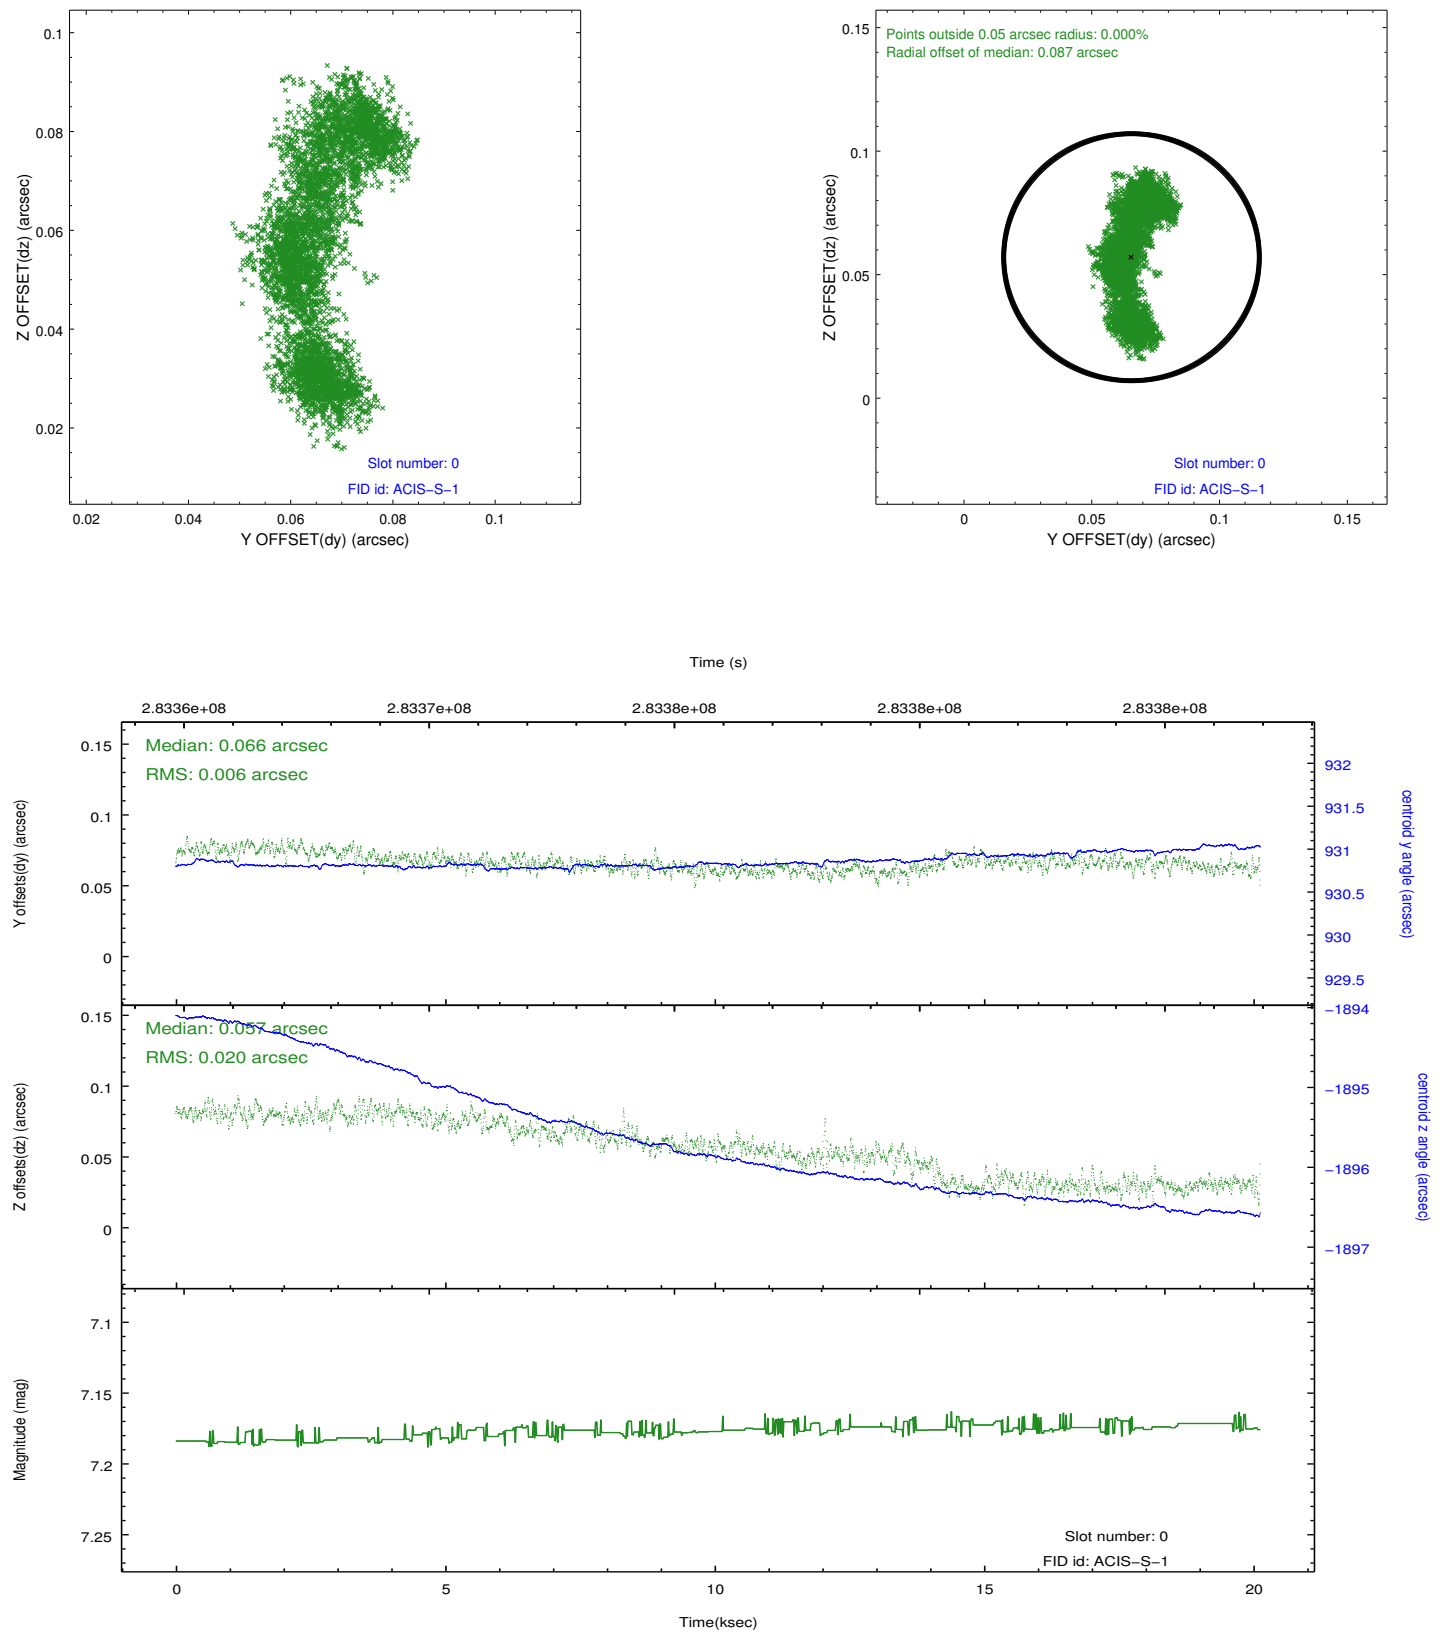 0.1
0.08
0.06
0.04
0.02
Z OFFSET(dz) (arcsec)
Slot number: 0
FID id: ACIS−S−1
0.02 0.04 0.06 0.08 0.1
Y OFFSET(dy) (arcsec)
Points outside 0.05 arcsec radius: 0.000%
Radial offset of median: 0.087 arcsec
0.15
0.1
0.05
0
Z OFFSET(dz) (arcsec)
Slot number: 0
FID id: ACIS−S−1
0 0.05 0.1 0.15
Y OFFSET(dy) (arcsec)
Time (s)
2.8336e+08 2.8337e+08 2.8338e+08 2.8338e+08 2.8338e+08
Median: 0.066 arcsec
RMS: 0.006 arcsec
0.15
0.1
0.05
0
Y offsets(dy) (arcsec)
932
931.5
931
930.5
930
929.5
centroid y angle (arcsec)
Median: 0.057 arcsec
RMS: 0.020 arcsec
0.15
0.1
0.05
0
Z offsets(dz) (arcsec)
−1894
−1895
−1896
−1897
centroid z angle (arcsec)
7.1
7.15
7.2
7.25
Magnitude (mag)
Slot number: 0
FID id: ACIS−S−1
0 5 10 15 20
Time(ksec)